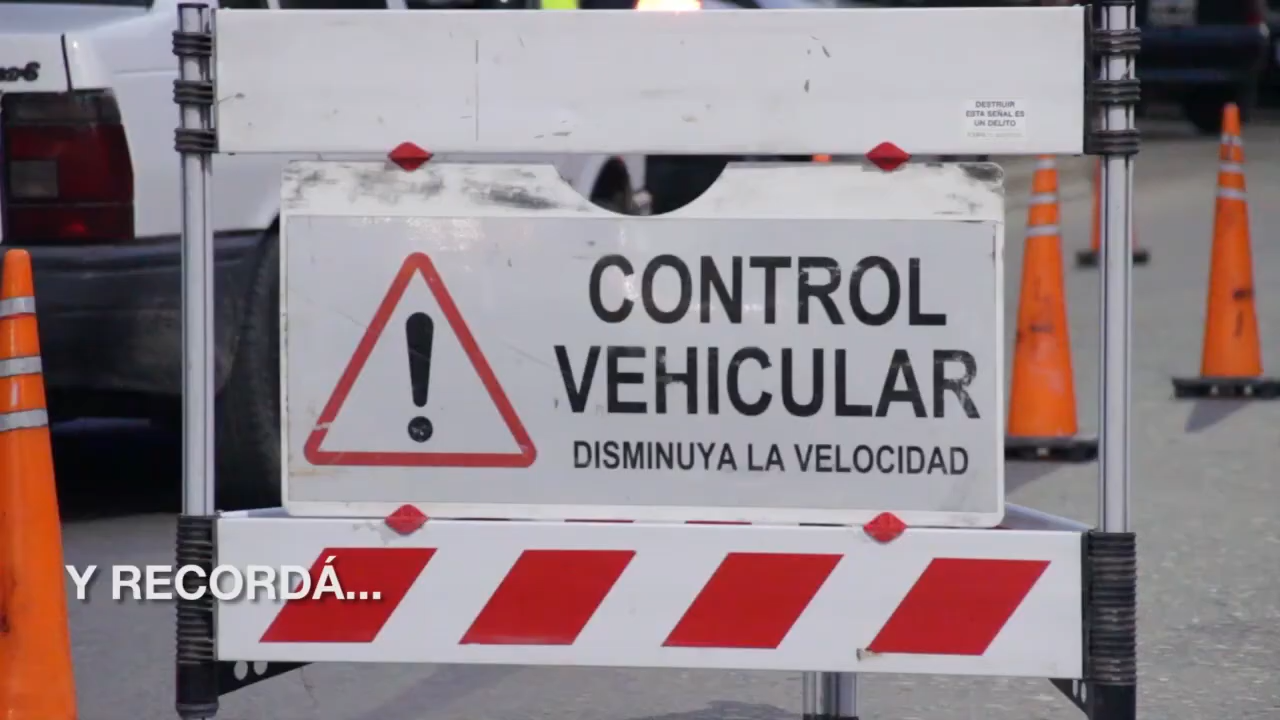 DESTRUIR
ESTA SEÑAL ES
UN DELITO
CONTROL
VEHICULAR
DISMINUYA LA VELOCIDAD
Y RECORDÁ...